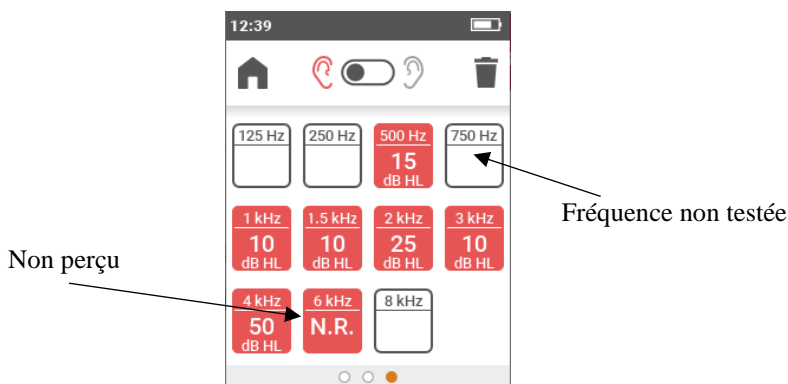 12:39
125 Hz 250 Hz 500 Hz 750 Hz
15
dB HL
Fréquence non testée
1 kHz 1.5 kHz 2 kHz 3 kHz
10 10 25 10
dB HL dB HL dB HL dB HL
Non perçu
4 kHz 6 kHz 8 kHz
50 N.R.
dB HL